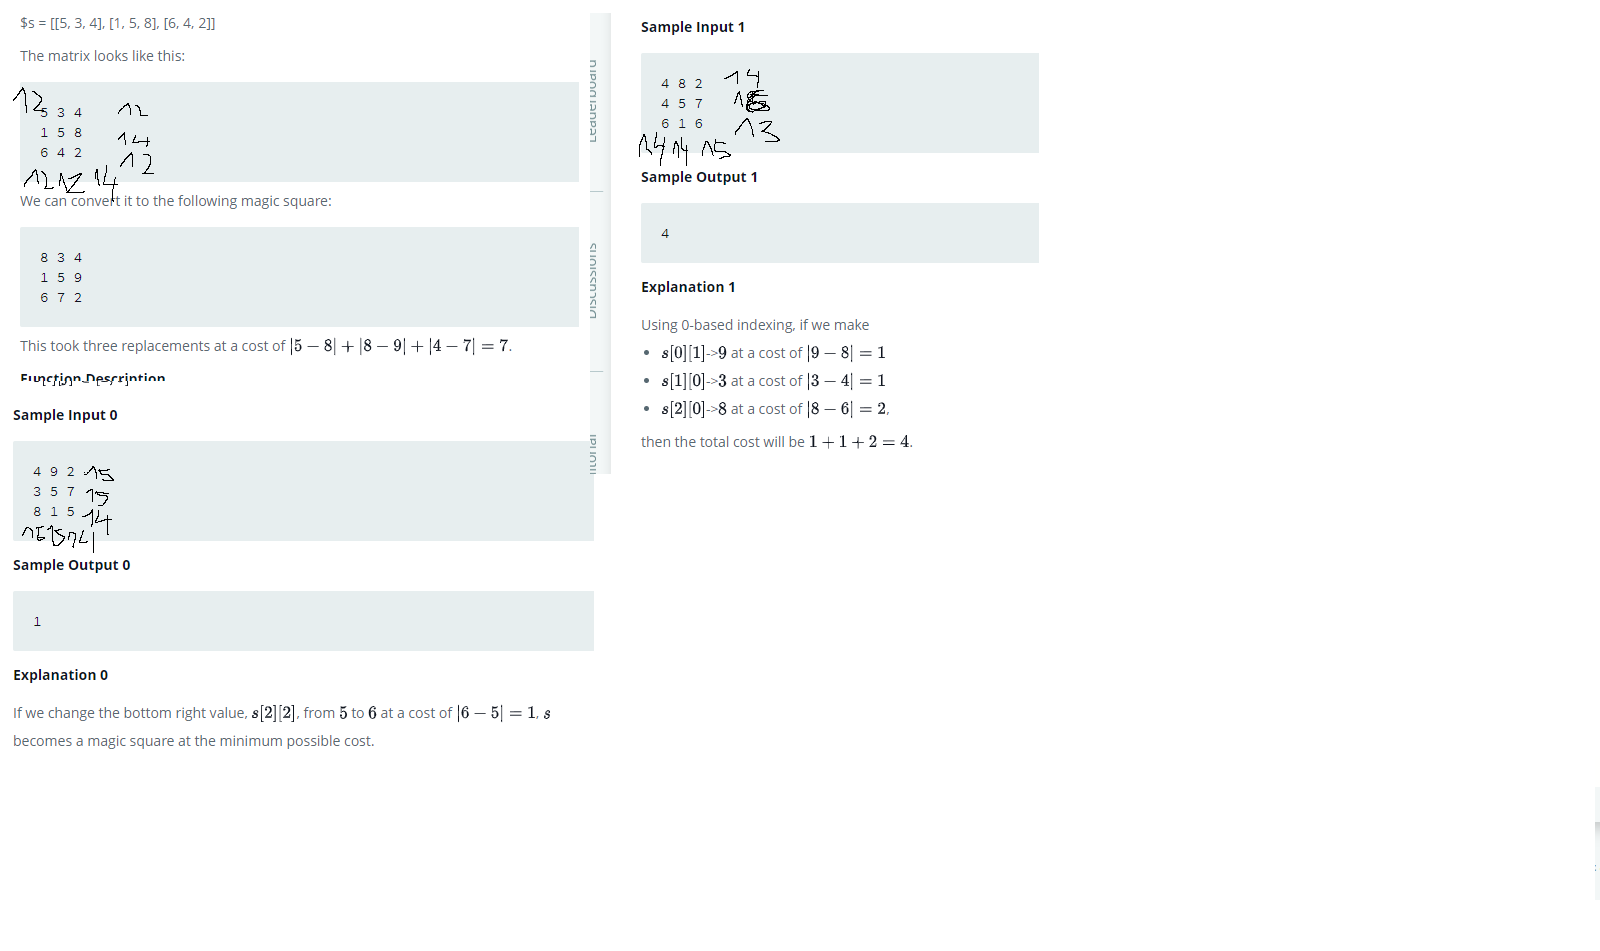 $s = [[5, 3, 4], [1, 5, 8], [6, 4, 2]]
The matrix looks like this:
12
5 3 4 12
1 5 8 14
6 4 2 12
12 12 14
We can convert it to the following magic square:
8 3 4
1 5 9
6 7 2
This took three replacements at a cost of |5 − 8| + |8 − 9| + |4 − 7| = 7.
Function Description
Sample Input 0
4 9 2 15
3 5 7 15
8 1 5 14
15 15 14
Sample Output 0
1
Explanation 0
If we change the bottom right value, s[2][2], from 5 to 6 at a cost of |6 − 5| = 1, s
becomes a magic square at the minimum possible cost.
Leaderboard
Discussions
Sample Input 1
4 8 2 14
4 5 7
6 1 6 13
14 14 15
Sample Output 1
4
Explanation 1
Using 0-based indexing, if we make
• s[0][1]->9 at a cost of |9 − 8| = 1
• s[1][0]->3 at a cost of |3 − 4| = 1
• s[2][0]->8 at a cost of |8 − 6| = 2,
then the total cost will be 1 + 1 + 2 = 4.